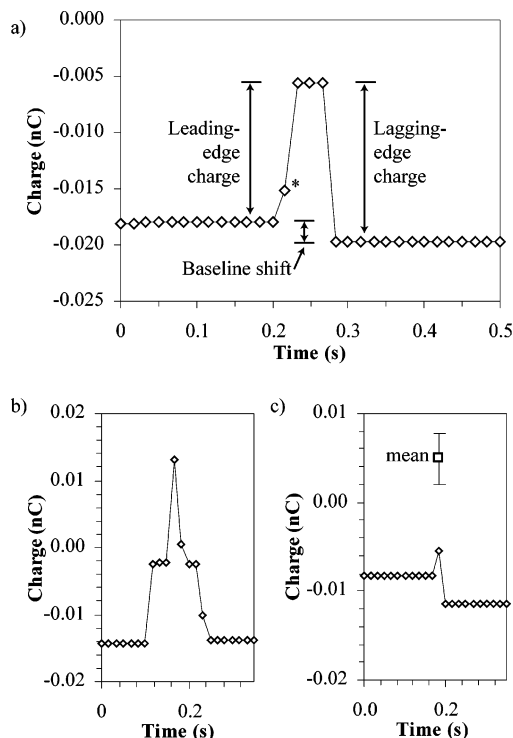 a)
0.000
-0.005
-0.010
-0.015
-0.020
-0.025
Charge (nC)
Leading-
edge
charge
Lagging-
edge
charge
*
Baseline shift
0 0.1 0.2 0.3 0.4 0.5
Time (s)
b)
0.02
0.01
0.00
-0.01
-0.02
Charge (nC)
0 0.2
Time (s)
c)
0.01
0.00
-0.01
-0.02
Charge (nC)
mean
0.0 0.2
Time (s)